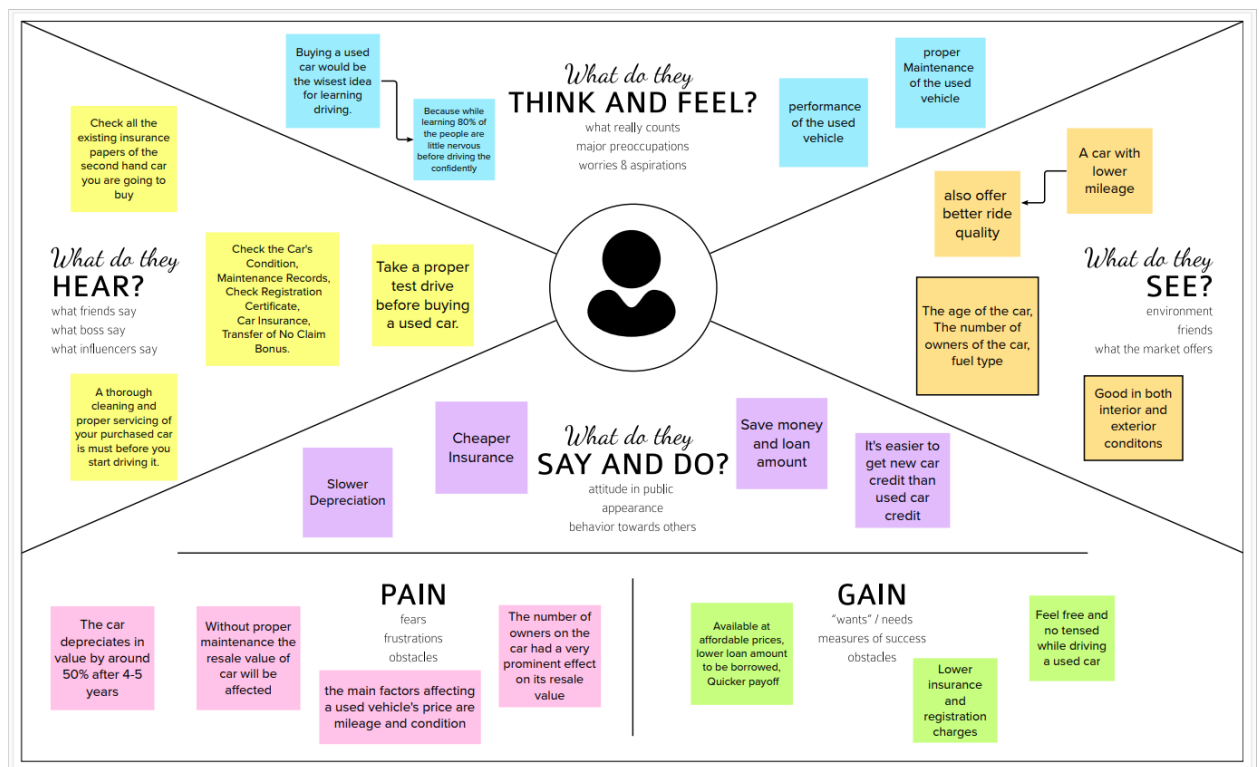 Buying a used
car would be
the wisest idea
for learning
driving.
Because while
learning 80% of
the people are
little nervous
before driving the
confidently
What do they
THINK AND FEEL?
what really counts
major preoccupations
worries & aspirations
performance
of the used
vehicle
proper
Maintenance
of the used
vehicle
Check all the
existing insurance
papers of the
second hand car
you are going to
buy
What do they
HEAR?
what friends say
what boss say
what influencers say
Check the Car's
Condition,
Maintenance Records,
Check Registration
Certificate,
Car Insurance,
Transfer of No Claim
Bonus.
Take a proper
test drive
before buying
a used car.
A thorough
cleaning and
proper servicing of
your purchased car
is must before you
start driving it.
A car with
lower
mileage
also offer
better ride
quality
What do they
SEE?
environment
friends
what the market offers
The age of the car,
The number of
owners of the car,
fuel type
Good in both
interior and
exterior
conditons
Slower
Depreciation
Cheaper
Insurance
What do they
SAY AND DO?
attitude in public
appearance
behavior towards others
Save money
and loan
amount
It's easier to
get new car
credit than
used car
credit
PAIN
fears
frustrations
obstacles
The car
depreciates in
value by around
50% after 4-5
years
Without proper
maintenance the
resale value of
car will be
affected
the main factors affecting
a used vehicle's price are
mileage and condition
The number of
owners on the
car had a very
prominent effect
on its resale
value
GAIN
"wants" / needs
measures of success
obstacles
Available at
affordable prices,
lower loan amount
to be borrowed,
Quicker payoff
Lower
insurance
and
registration
charges
Feel free and
no tensed
while driving
a used car